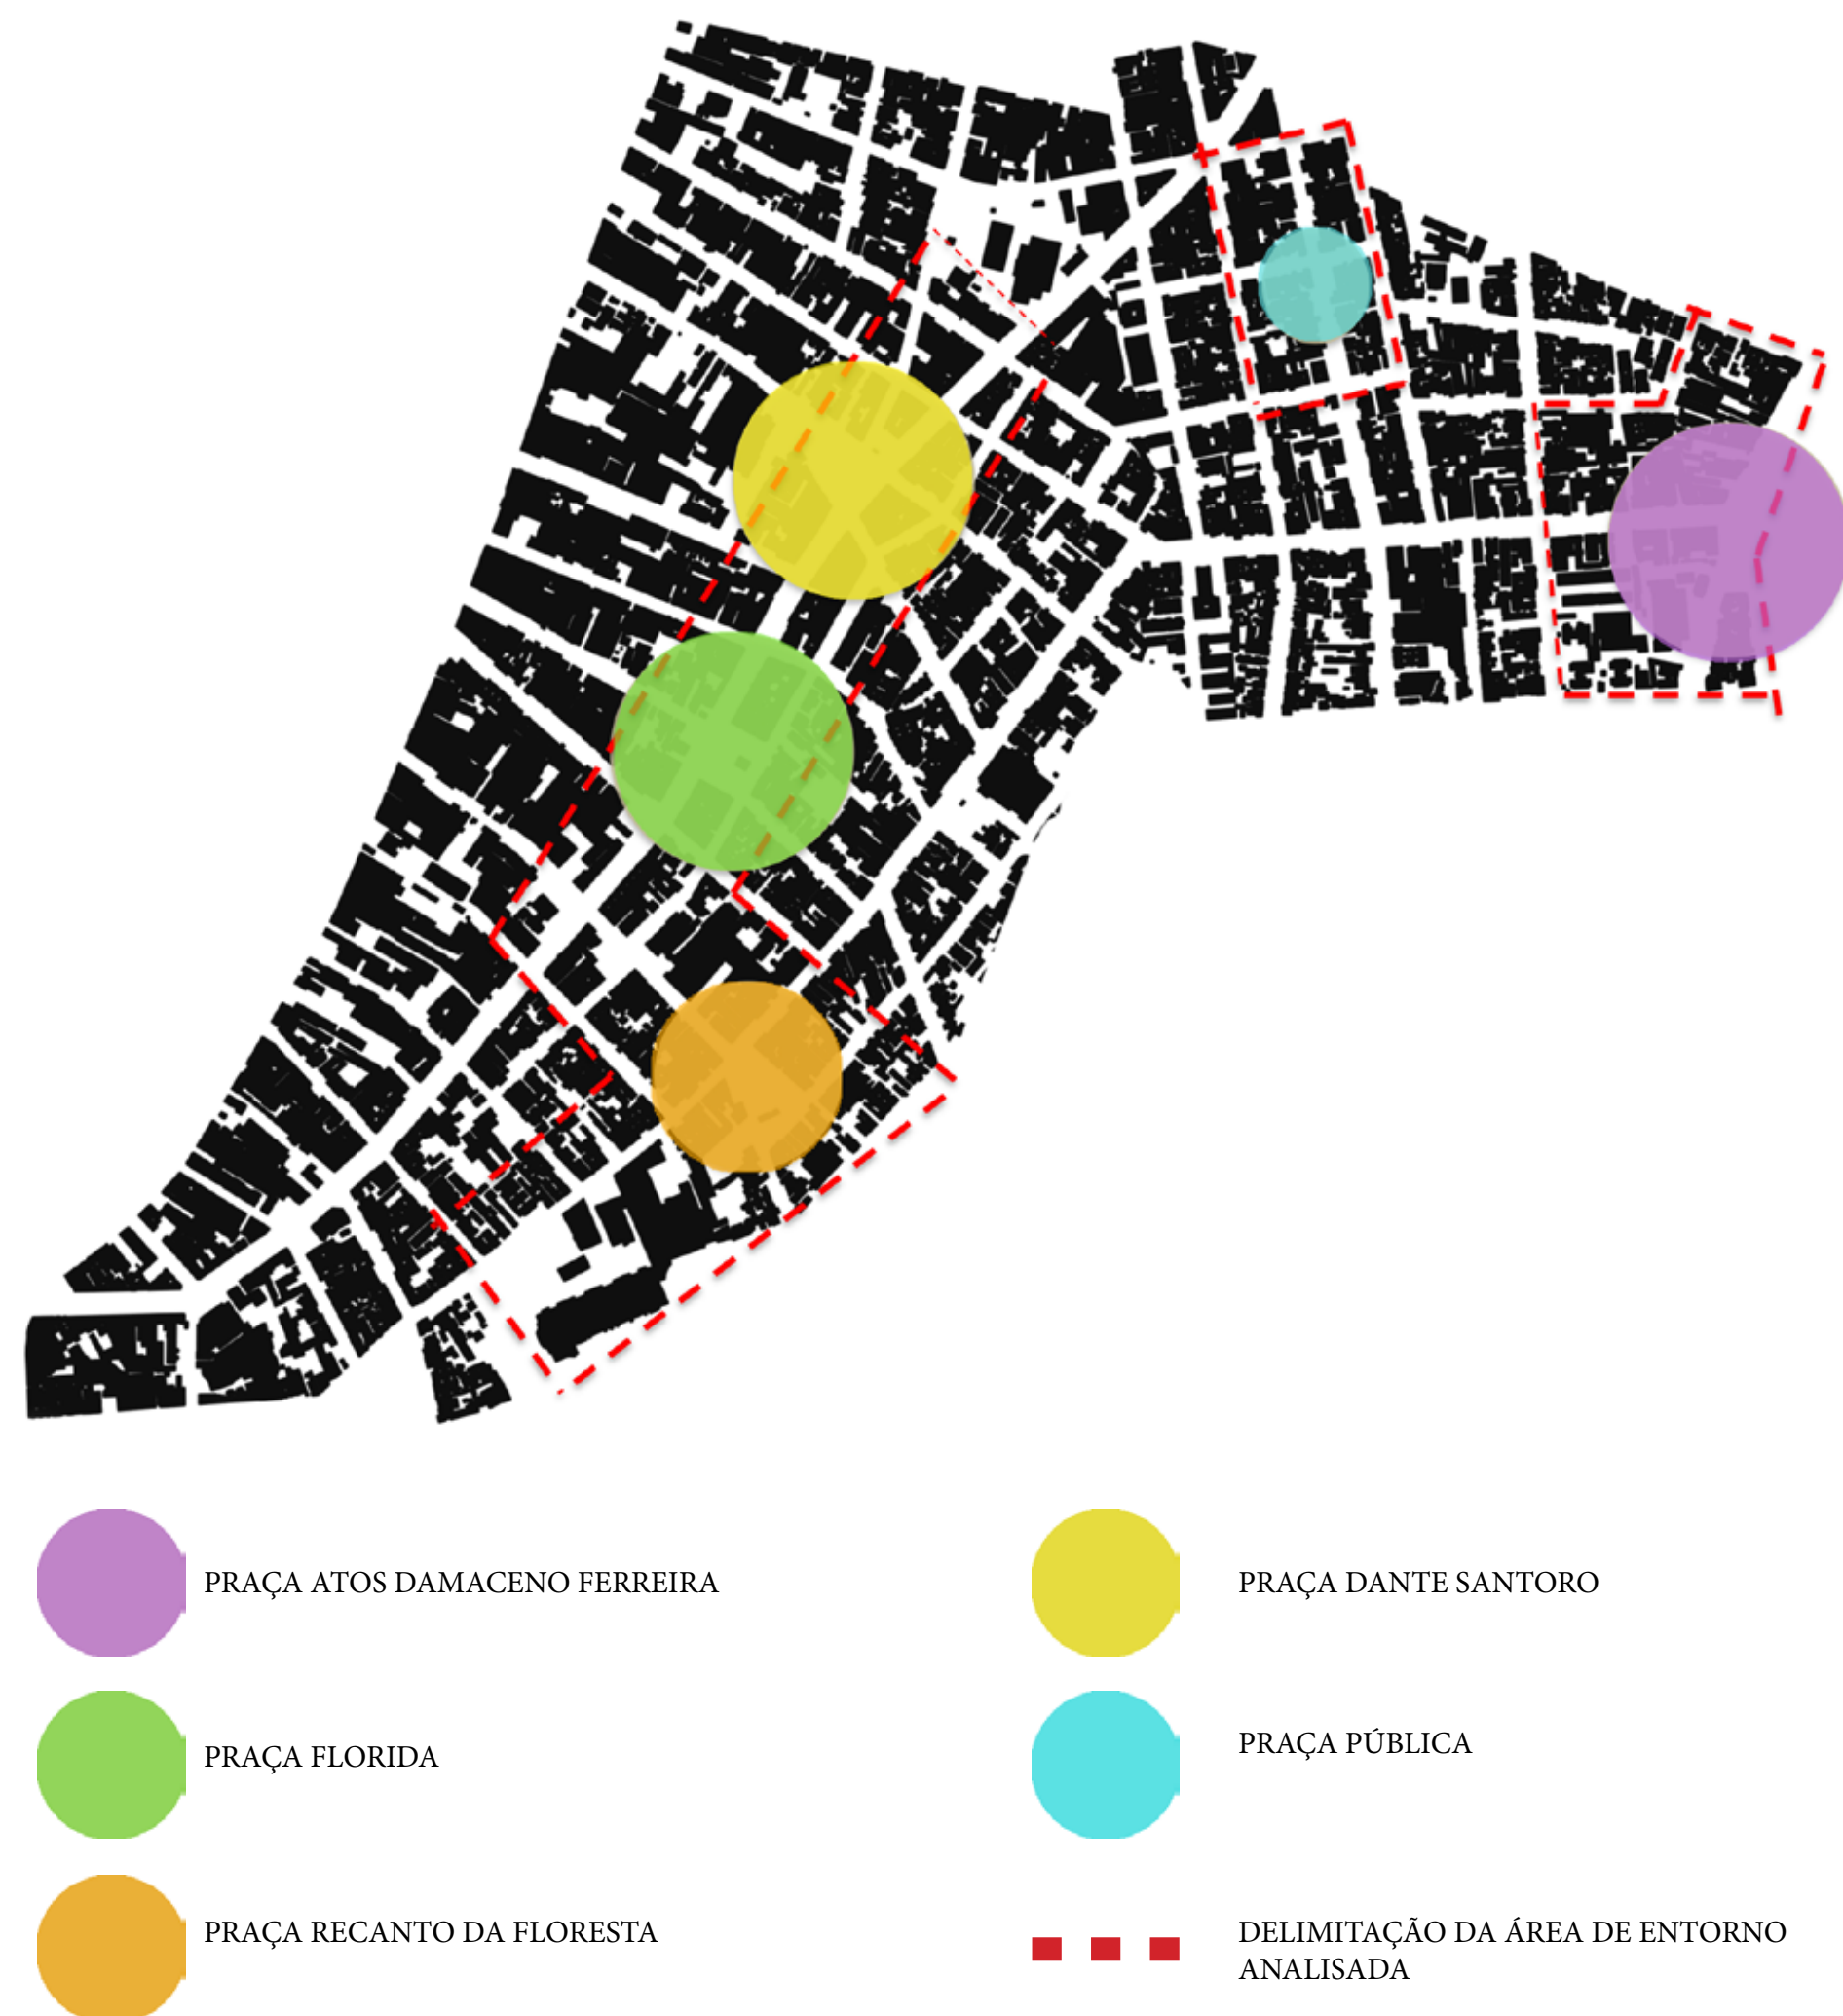 PRAÇA ATOS DAMACENO FERREIRA
PRAÇA DANTE SANTORO
PRAÇA FLORIDA
PRAÇA PÚBLICA
PRAÇA RECANTO DA FLORESTA
DELIMITAÇÃO DA ÁREA DE ENTORNO
ANALISADA